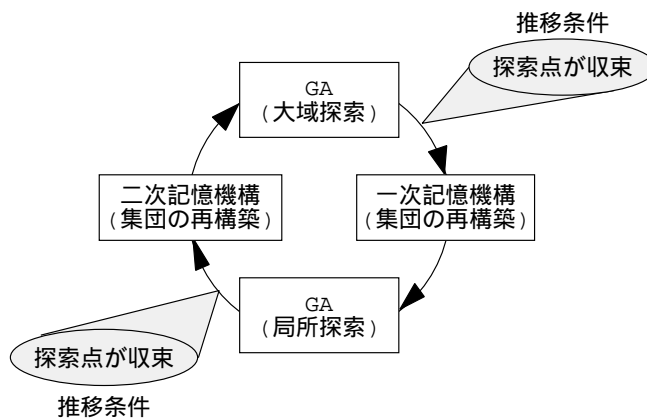 推移条件
探索点が収束
GA
(大域探索)
二次記憶機構
(集団の再構築)
一次記憶機構
(集団の再構築)
GA
(局所探索)
探索点が収束
推移条件